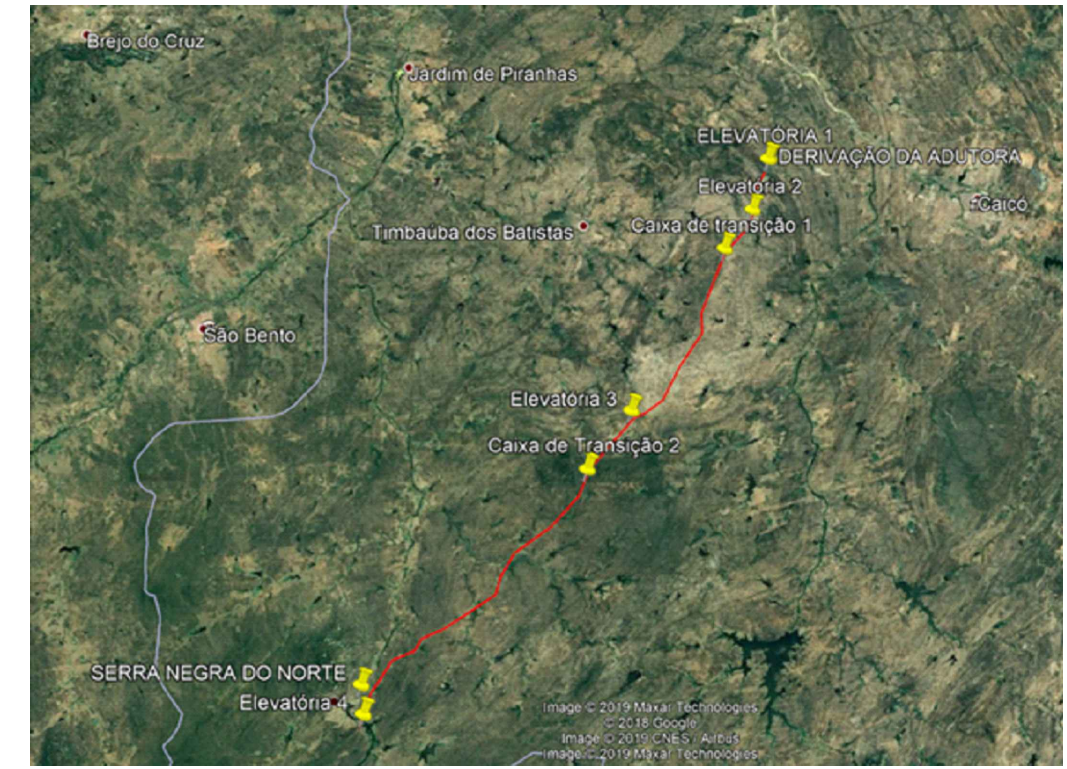 Brejo do Cruz
Jardim de Piranhas
ELEVATÓRIA 1
DERIVAÇÃO DA ADUTORA
Elevatória 2
Caicó
Caixa de transição 1
Timbaúba dos Batistas
São Bento
Elevatória 3
Caixa de Transição 2
SERRA NEGRA DO NORTE
Elevatória 4
Image © 2019 Maxar Technologies
© 2018 Google
Image © 2019 CNES / Airbus
Image © 2019 Maxar Technologies